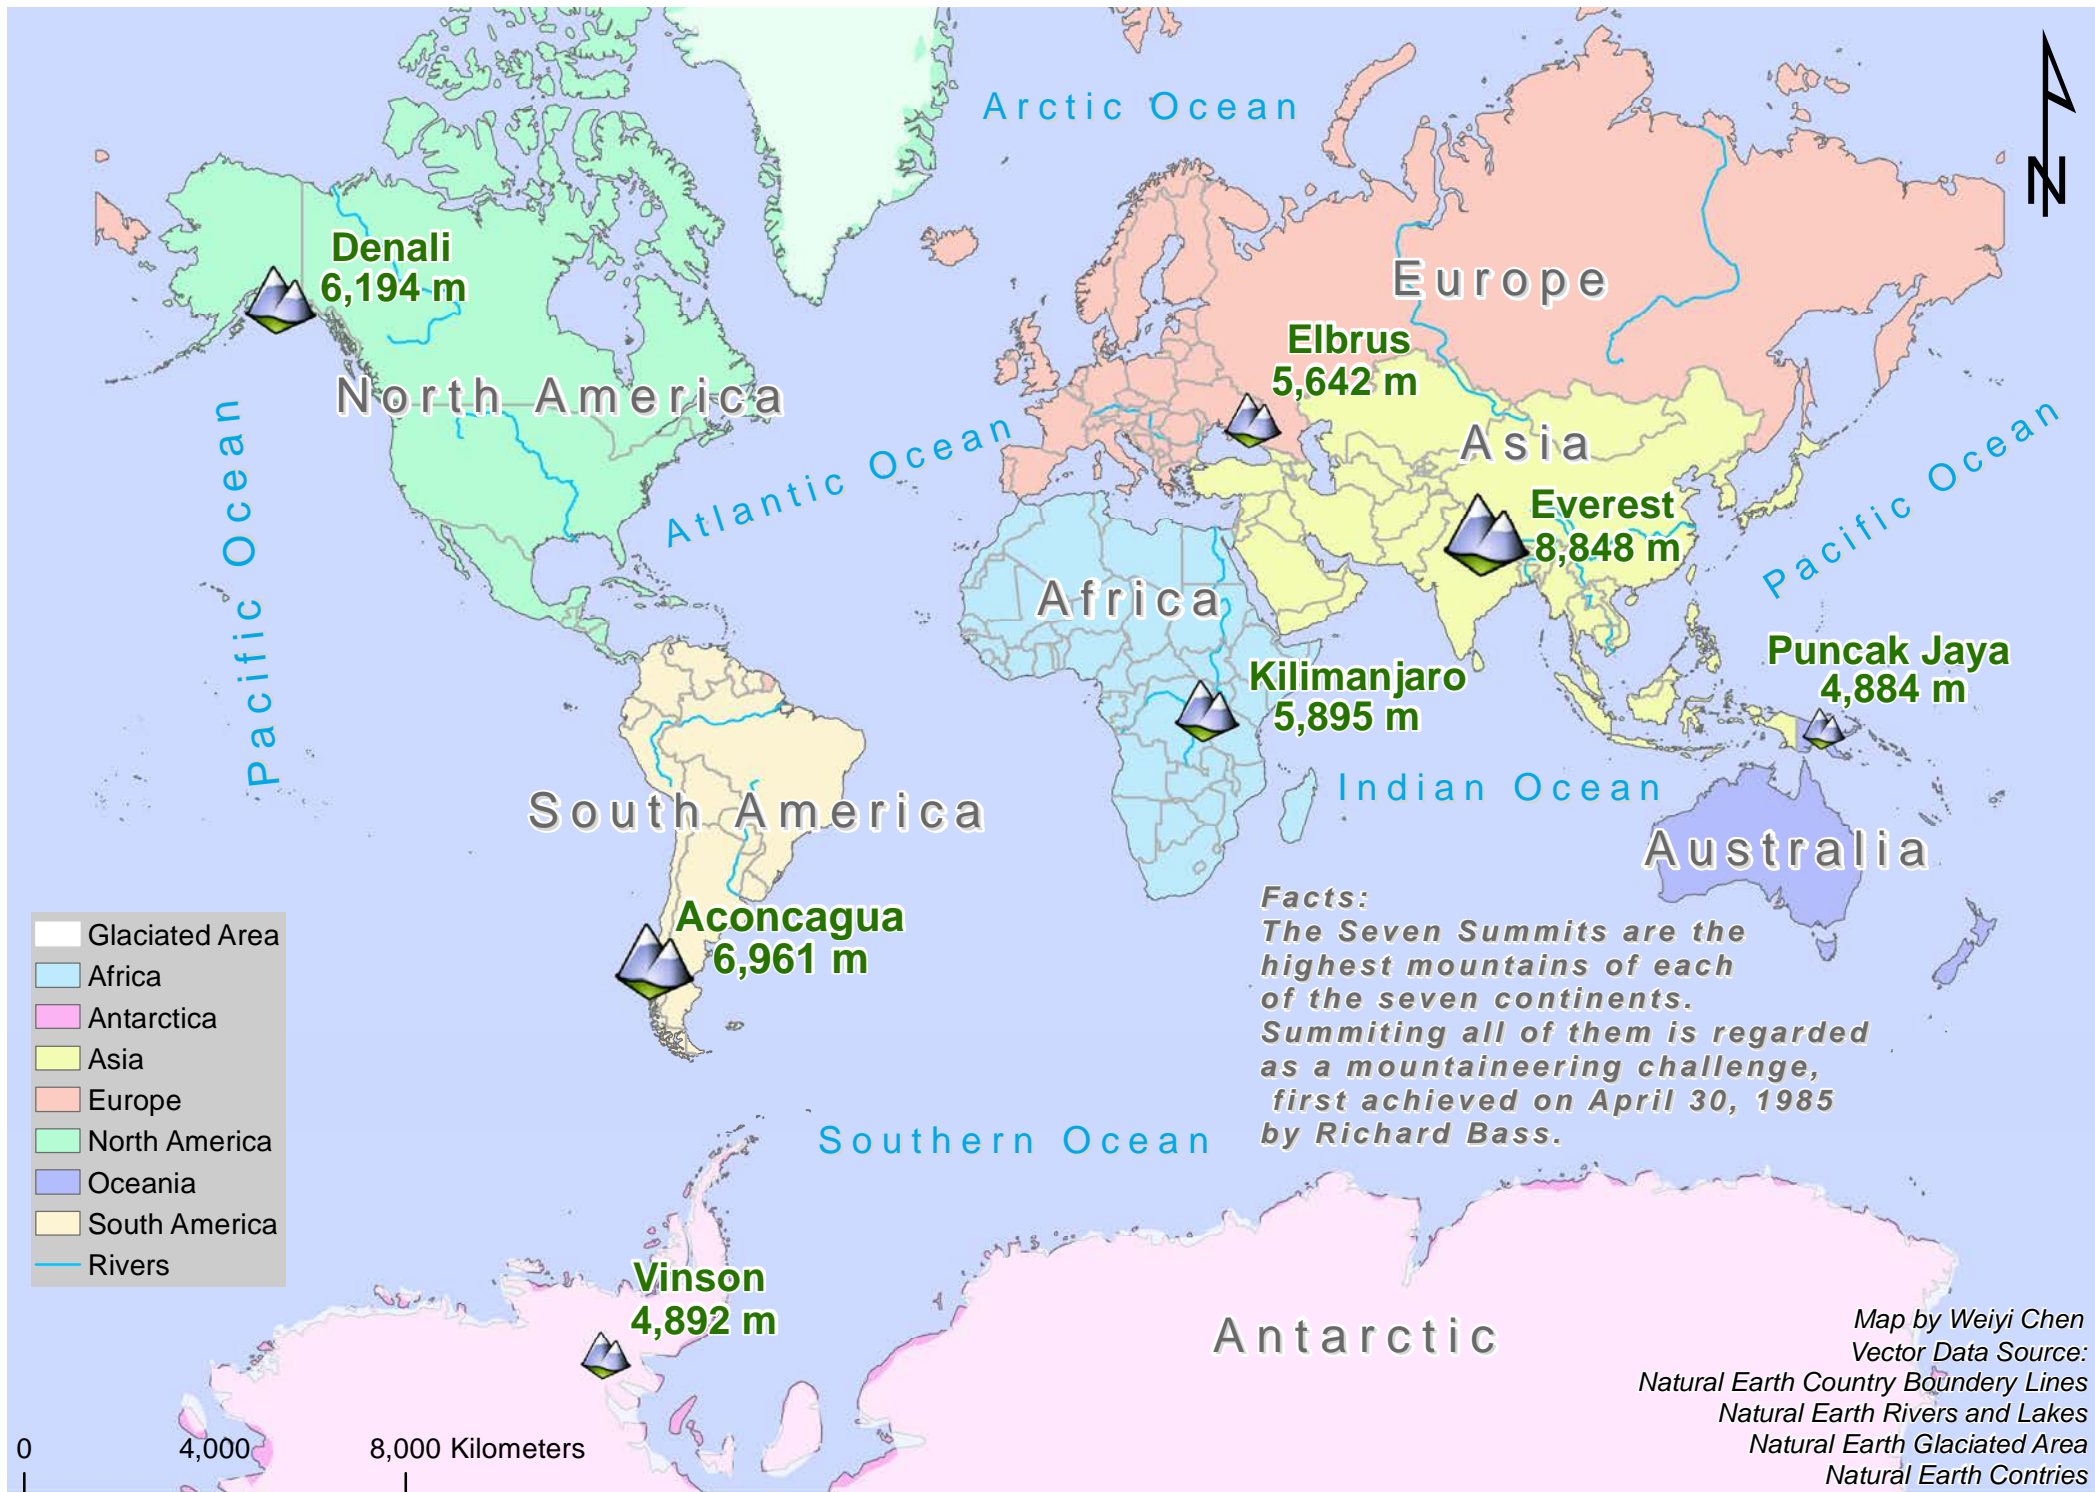 Arctic Ocean
N
Denali
6,194 m
Europe
Elbrus
5,642 m
North America
Pacific Ocean
Atlantic Ocean
Asia
Pacific Ocean
Everest
8,848 m
Africa
Puncak Jaya
4,884 m
Kilimanjaro
5,895 m
Indian Ocean
South America
Australia
Aconcagua
6,961 m
Facts:
The Seven Summits are the
highest mountains of each
of the seven continents.
Summiting all of them is regarded
as a mountaineering challenge,
first achieved on April 30, 1985
by Richard Bass.
Glaciated Area
Africa
Antarctica
Asia
Europe
North America
Oceania
South America
Rivers
Southern Ocean
Vinson
4,892 m
Antarctic
Map by Weiyi Chen
Vector Data Source:
Natural Earth Country Boundery Lines
Natural Earth Rivers and Lakes
Natural Earth Glaciated Area
Natural Earth Contries
0 4,000 8,000 Kilometers